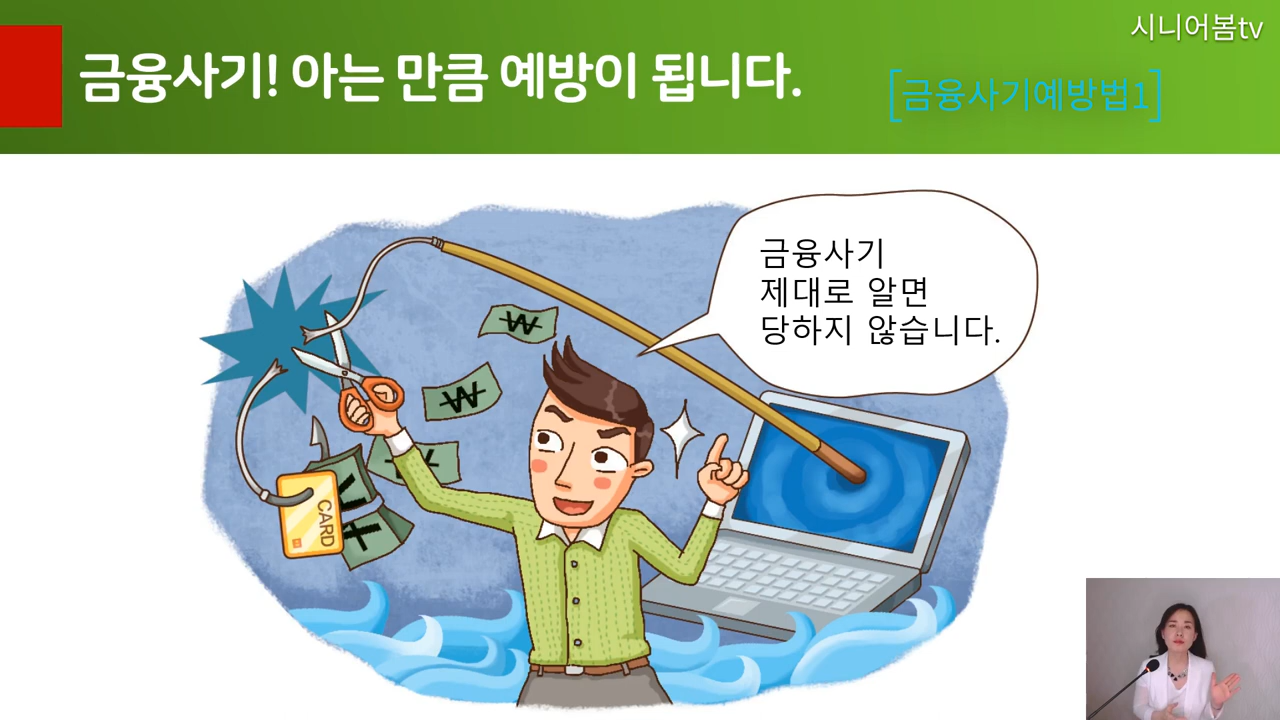 시니어봄tv
금융사기! 아는 만큼 예방이 됩니다.
[금융사기예방법1]
금융사기
제대로 알면
당하지 않습니다.
₩
₩
CARD